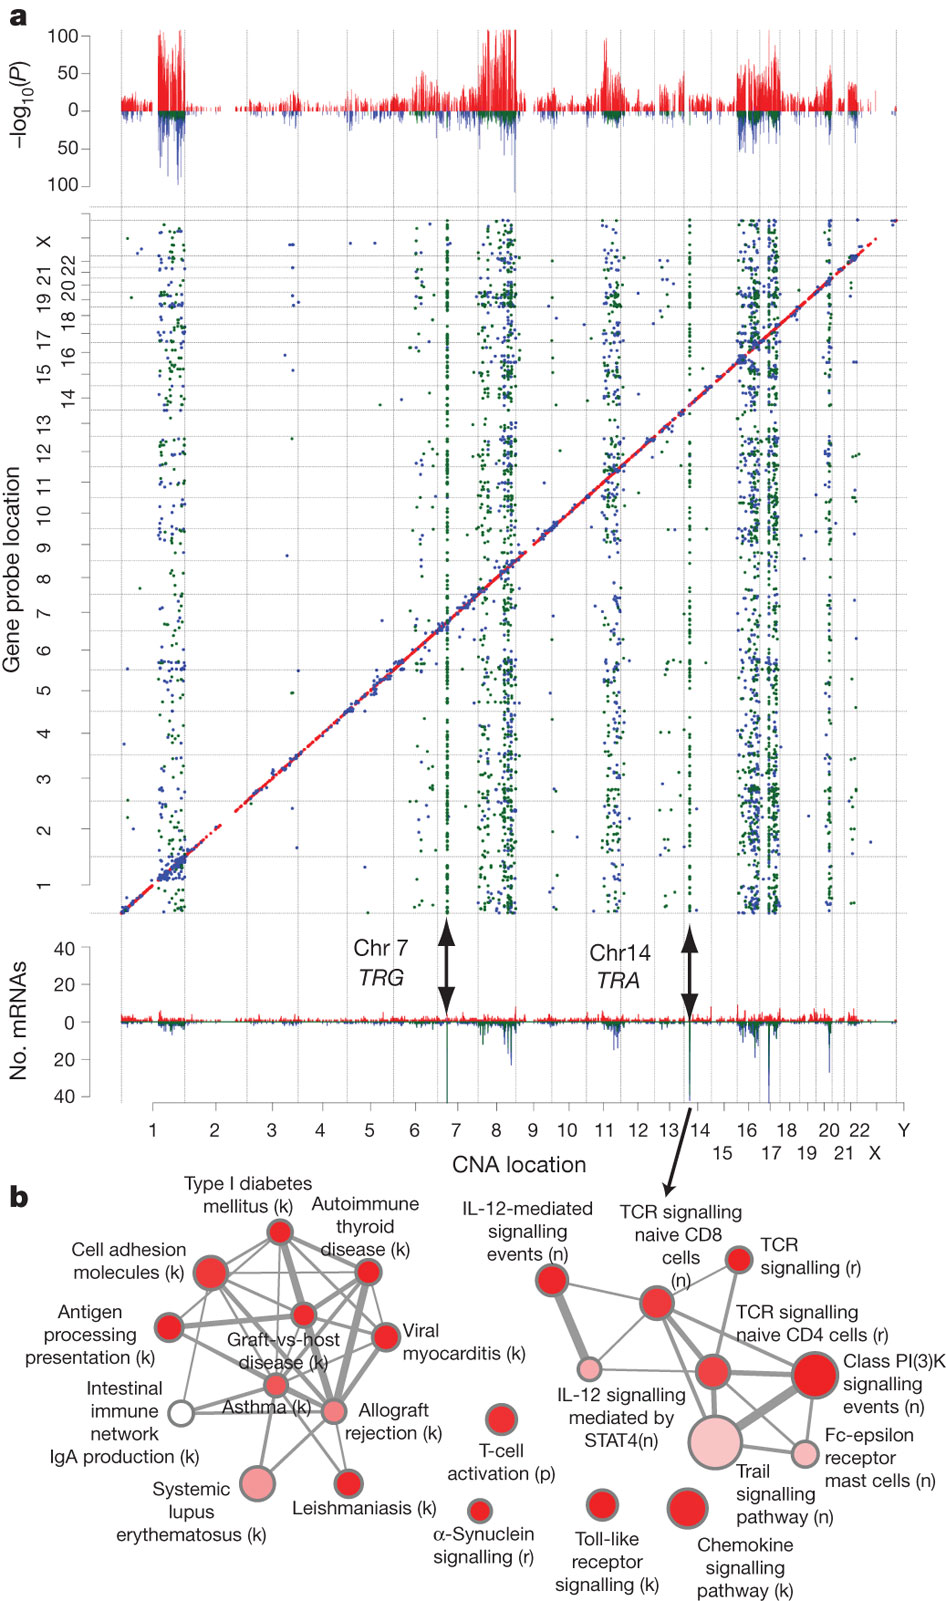 a
100
50
0
50
100
–log10(P)
X
21 22
19 20
18
17
16
15
14
13
12
11
10
9
8
7
6
5
4
3
2
1
Gene probe location
Chr 7
TRG
Chr14
TRA
40
20
0
20
40
No. mRNAs
1 2 3 4 5 6 7 8 9 10 11 12 13 14 16 18 20 22 Y
15 17 19 21 X
CNA location
b
Type I diabetes
mellitus (k)
Autoimmune
thyroid
disease (k)
Cell adhesion
molecules (k)
Antigen
processing
presentation (k)
Graft-vs-host
disease (k)
Viral
myocarditis (k)
Intestinal
immune
network
IgA production (k)
Asthma (k)
Allograft
rejection (k)
Systemic
lupus
erythematosus (k)
Leishmaniasis (k)
IL-12-mediated
signalling
events (n)
TCR signalling
naive CD8
cells
(n)
TCR
signalling (r)
TCR signalling
naive CD4 cells (r)
Class PI(3)K
signalling
events (n)
IL-12 signalling
mediated by
STAT4(n)
Fc-epsilon
receptor
mast cells (n)
Trail
signalling
pathway (n)
T-cell
activation (p)
α-Synuclein
signalling (r)
Toll-like
receptor
signalling (k)
Chemokine
signalling
pathway (k)